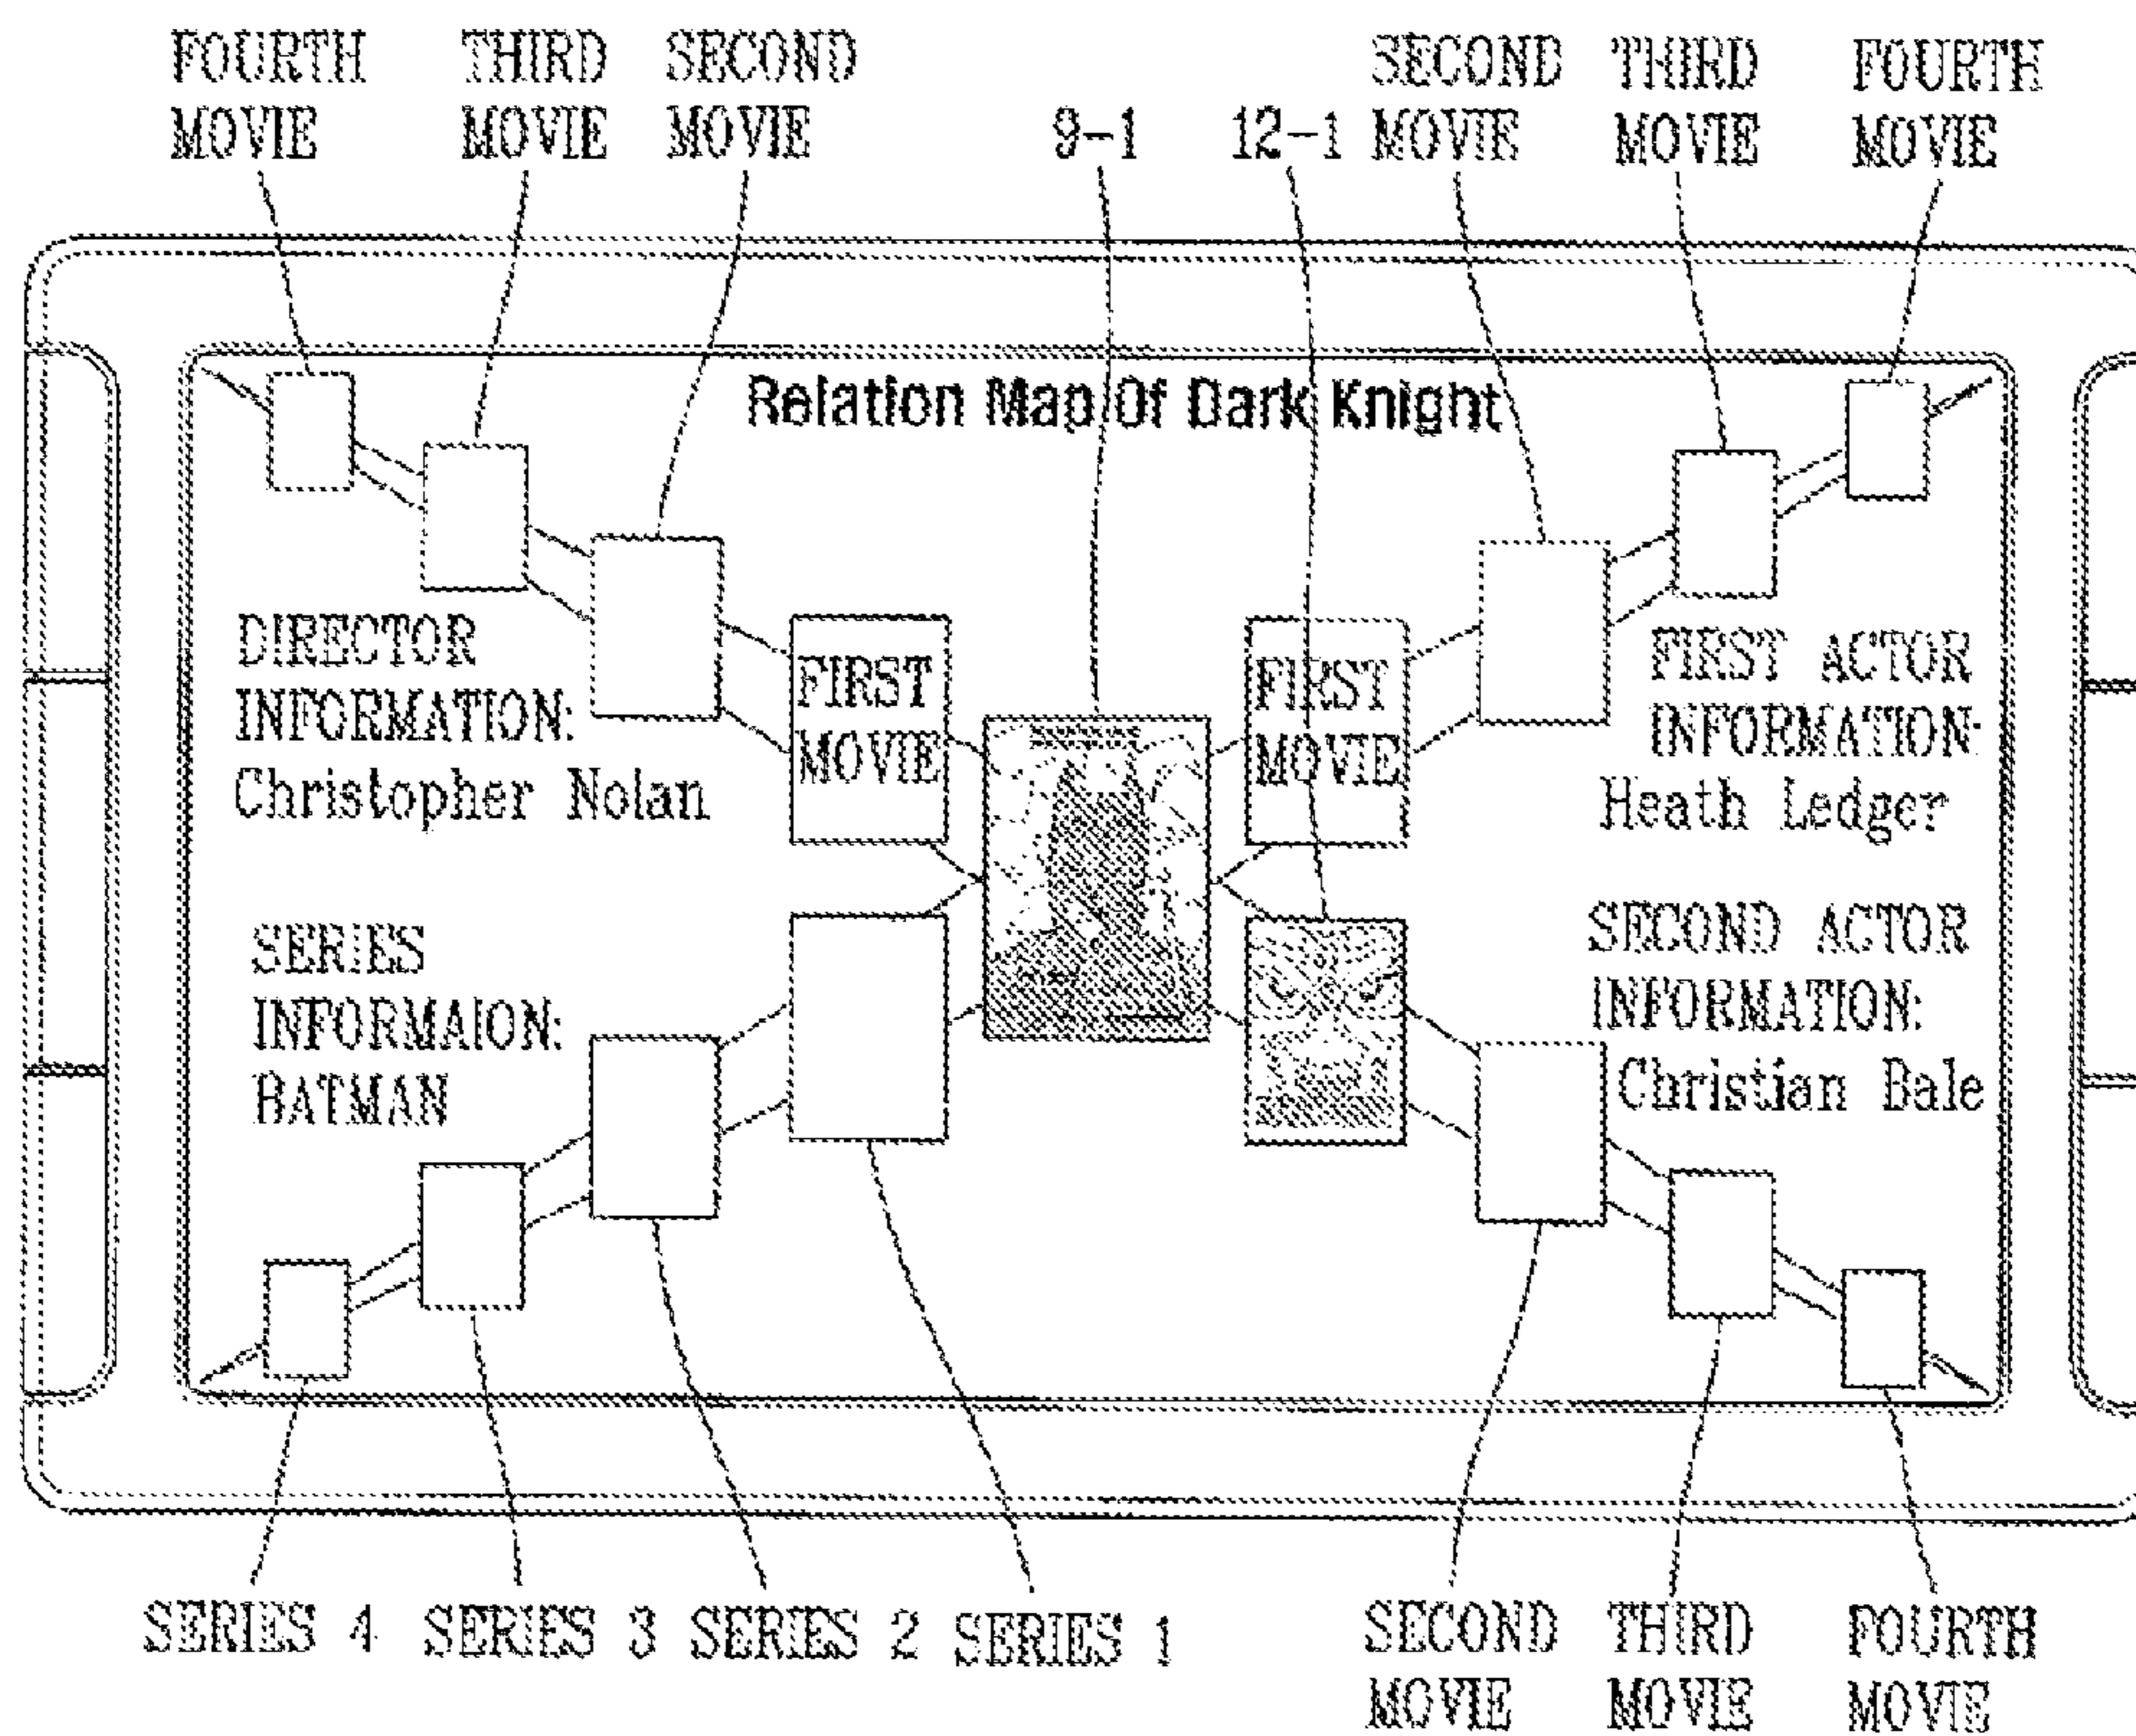 FOURTH MOVIE
THIRD MOVIE
SECOND MOVIE
9-1
12-1
SECOND MOVIE
THIRD MOVIE
FOURTH MOVIE
Relation Map Of Dark Knight
DIRECTOR
INFORMATION:
Christopher Nolan
FIRST
MOVIE
FIRST
MOVIE
FIRST ACTOR
INFORMATION:
Heath Ledger
SERIES
INFORMAION:
BATMAN
SECOND ACTOR
INFORMATION:
Christian Bale
SERIES 4
SERIES 3
SERIES 2
SERIES 1
SECOND MOVIE
THIRD MOVIE
FOURTH MOVIE